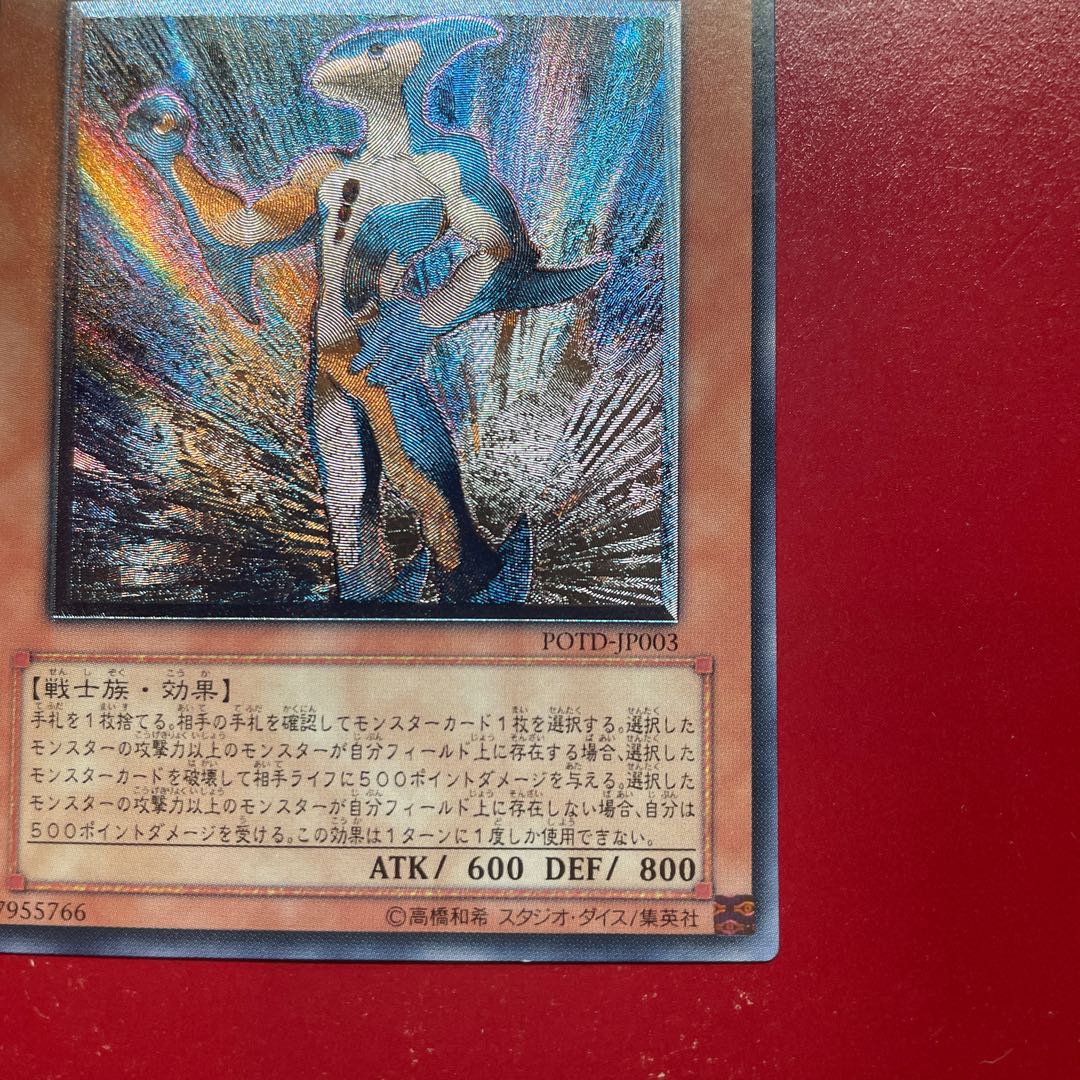 POTD-JP003
【戦士族・効果】
手札を1枚捨てる。相手の手札を確認してモンスターカード1枚を選択する。選択した
モンスターの攻撃力以上のモンスターが自分フィールド上に存在する場合、選択した
モンスターカードを破壊して相手ライフに500ポイントダメージを与える。選択した
モンスターの攻撃力以上のモンスターが自分フィールド上に存在しない場合、自分は
500ポイントダメージを受ける。この効果は1ターンに1度しか使用できない。
ATK/ 600 DEF/ 800
7955766
©高橋和希 スタジオ・ダイス/集英社